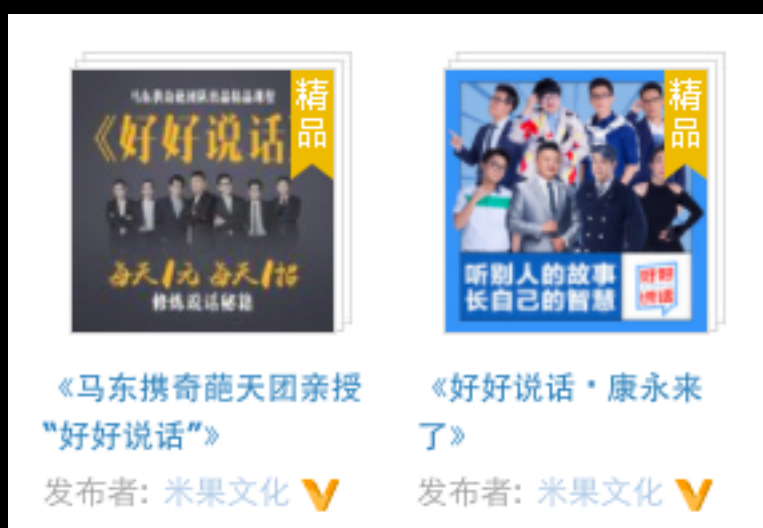 马东携奇葩天团出品精品课程
《好好说话
精品
每天1元 每天1招
修炼说话秘籍
精品
听别人的故事
长自己的智慧
好好
说话
《马东携奇葩天团亲授
“好好说话”》
发布者: 米果文化
《好好说话·康永来
了》
发布者: 米果文化